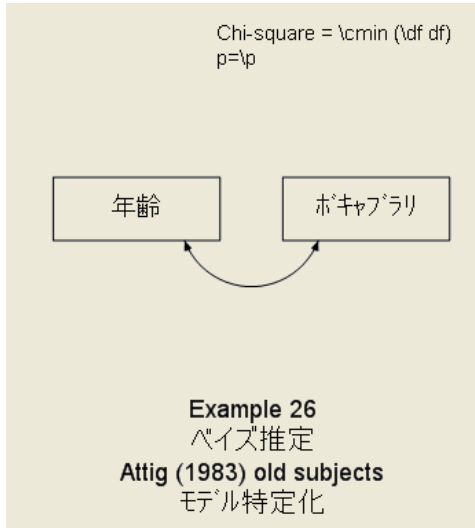 Chi-square = \cmin (\df df)
p=\p
年齢
ボキャブラリ
Example 26
ベイズ推定
Attig (1983) old subjects
モデル特定化